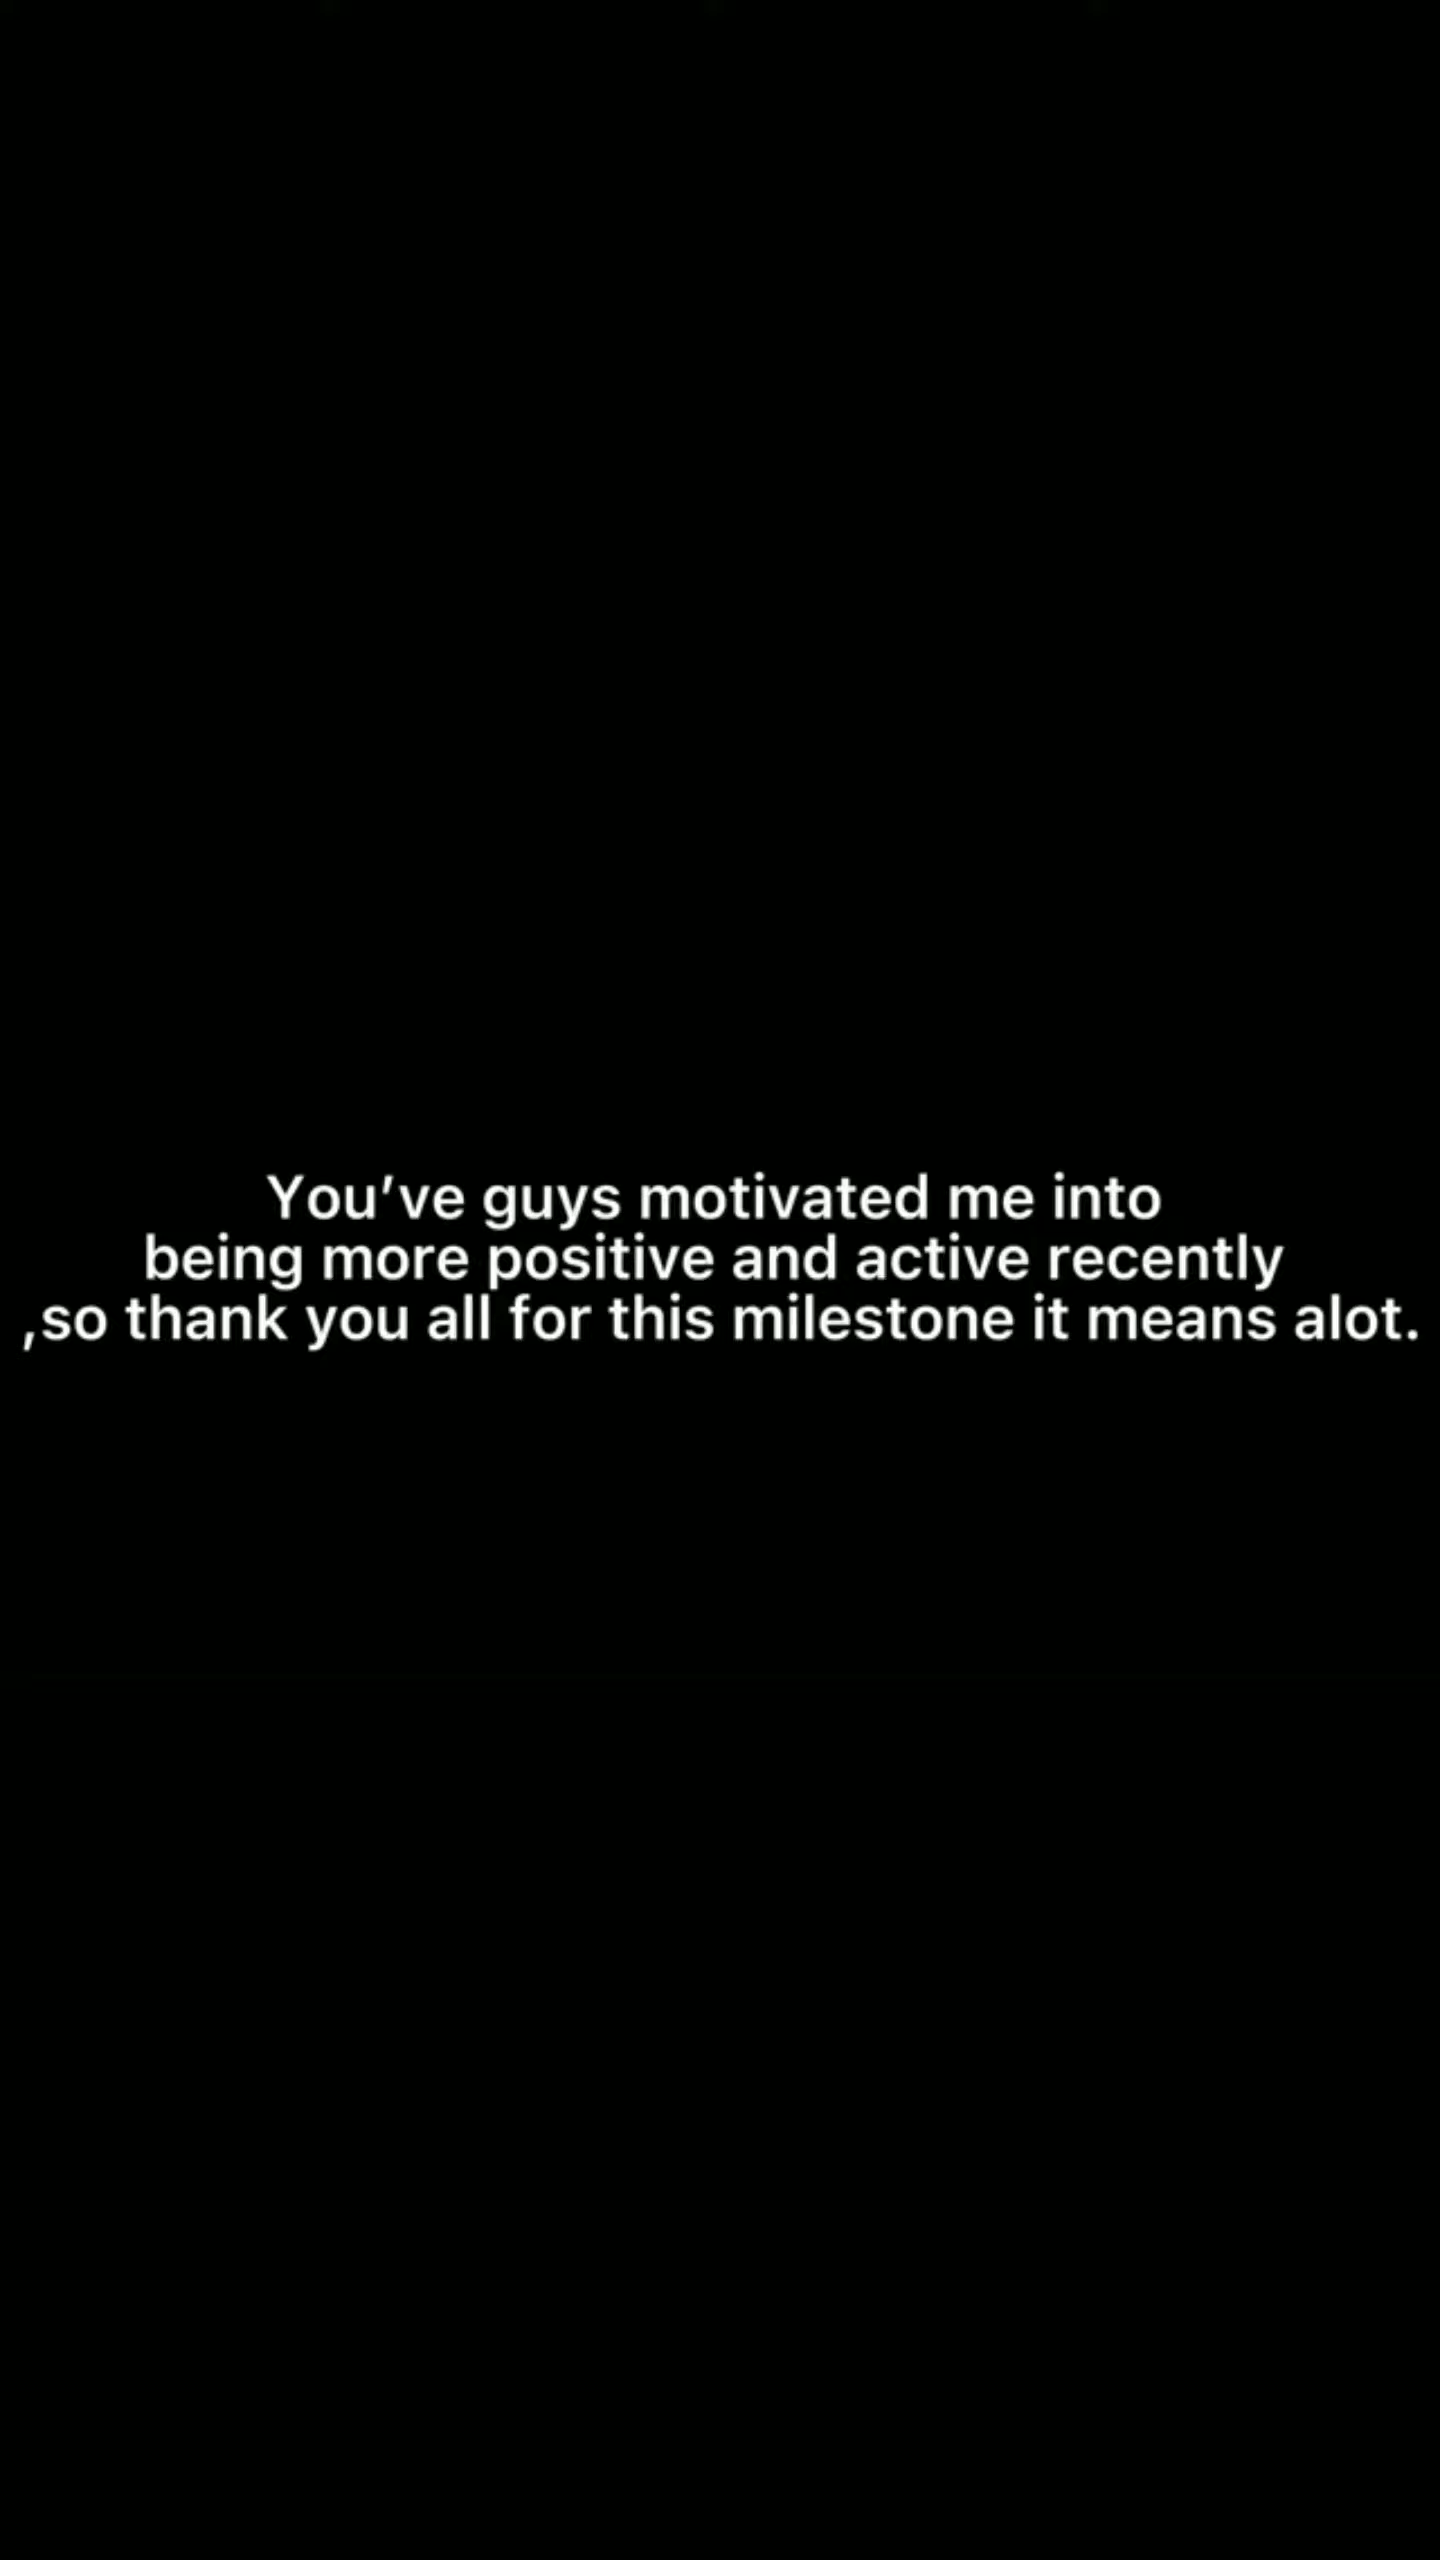 You’ve guys motivated me into
being more positive and active recently
,so thank you all for this milestone it means alot.